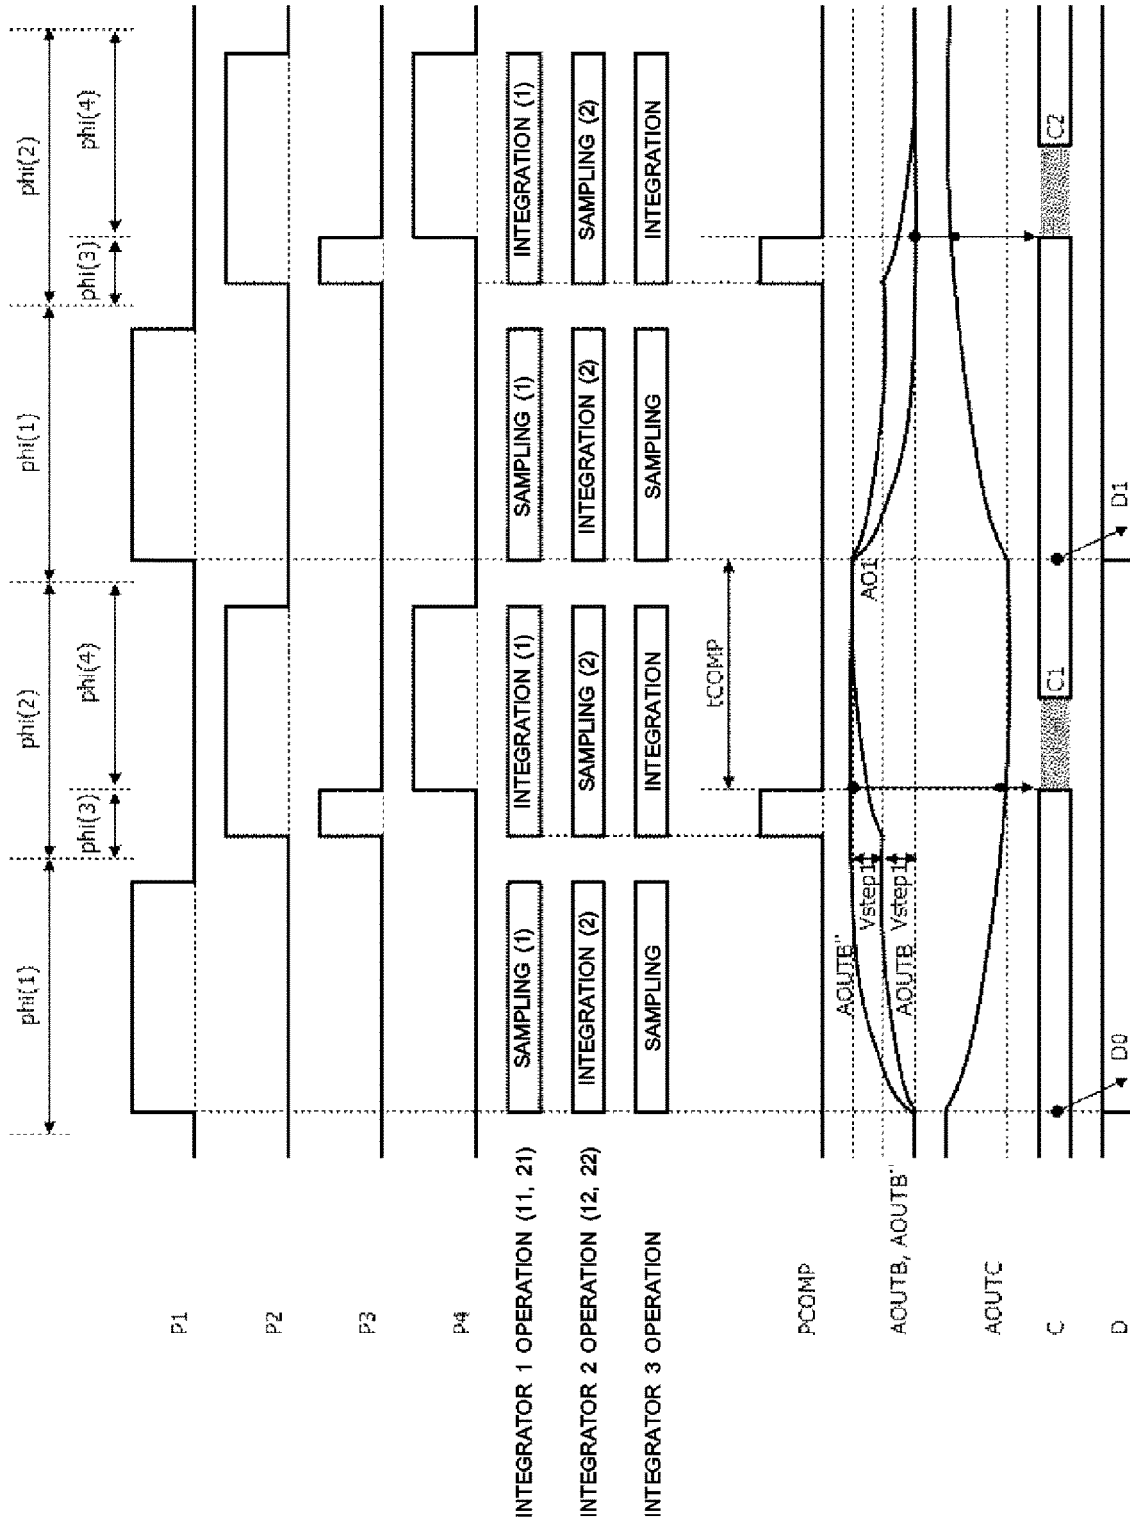 phi(1)
phi(2)
phi(1)
phi(2)
phi(3)
phi(4)
phi(3)
phi(4)
P1
P2
P3
P4
INTEGRATOR 1 OPERATION (11, 21)
SAMPLING (1)
INTEGRATION (1)
SAMPLING (1)
INTEGRATION (1)
INTEGRATOR 2 OPERATION (12, 22)
INTEGRATION (2)
SAMPLING (2)
INTEGRATION (2)
SAMPLING (2)
INTEGRATOR 3 OPERATION
SAMPLING
INTEGRATION
SAMPLING
INTEGRATION
tCOMP
PCOMP
AOUTB"
Vstep1
AO1
AOUTB
Vstep1
AOUTB, AOUTB"
AOUTC
C
C1
C2
D
D0
D1